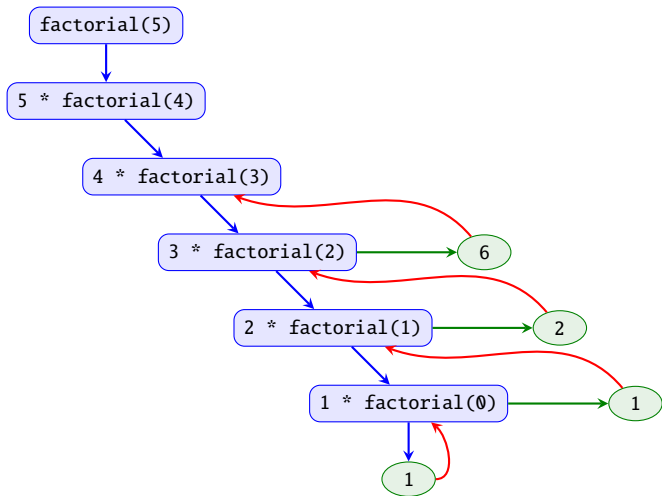 factorial(5)
5 * factorial(4)
4 * factorial(3)
3 * factorial(2)
6
2 * factorial(1)
2
1 * factorial(0)
1
1